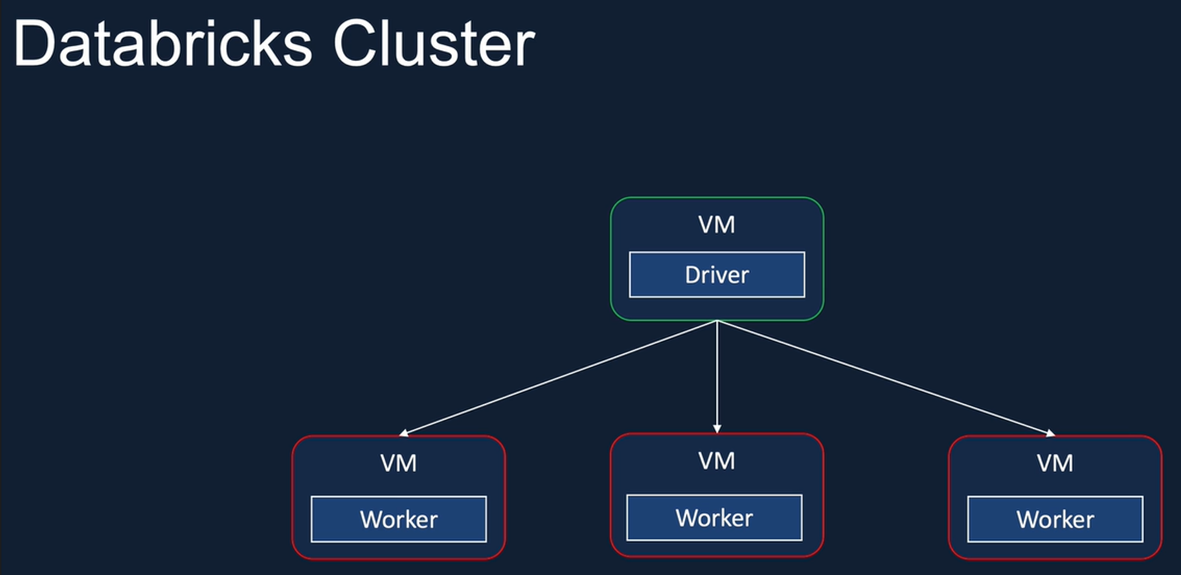 Databricks Cluster
VM
Driver
VM
Worker
VM
Worker
VM
Worker